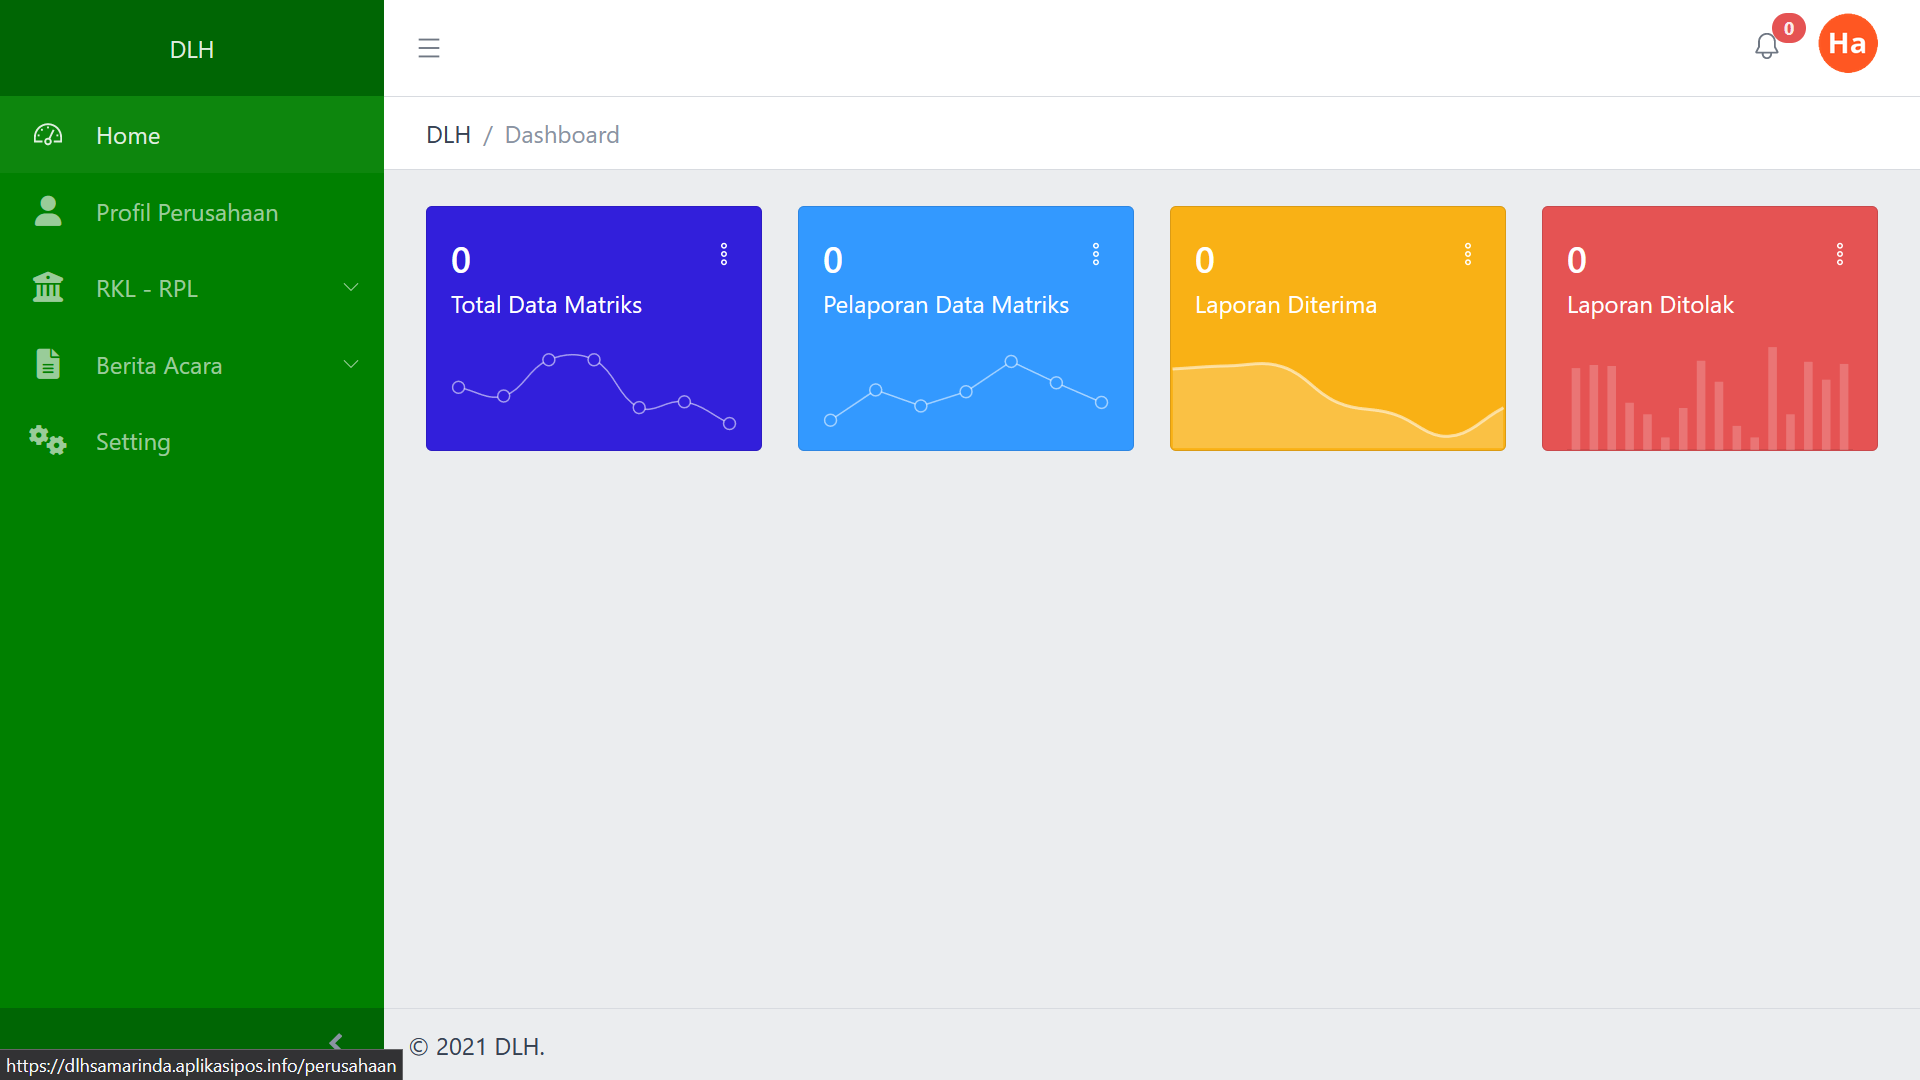 DLH
0
Ha
Home
DLH / Dashboard
Profil Perusahaan
RKL - RPL
Berita Acara
Setting
0
Total Data Matriks
0
Pelaporan Data Matriks
0
Laporan Diterima
0
Laporan Ditolak
© 2021 DLH.
https://dlhsamarinda.aplikasipos.info/perusahaan